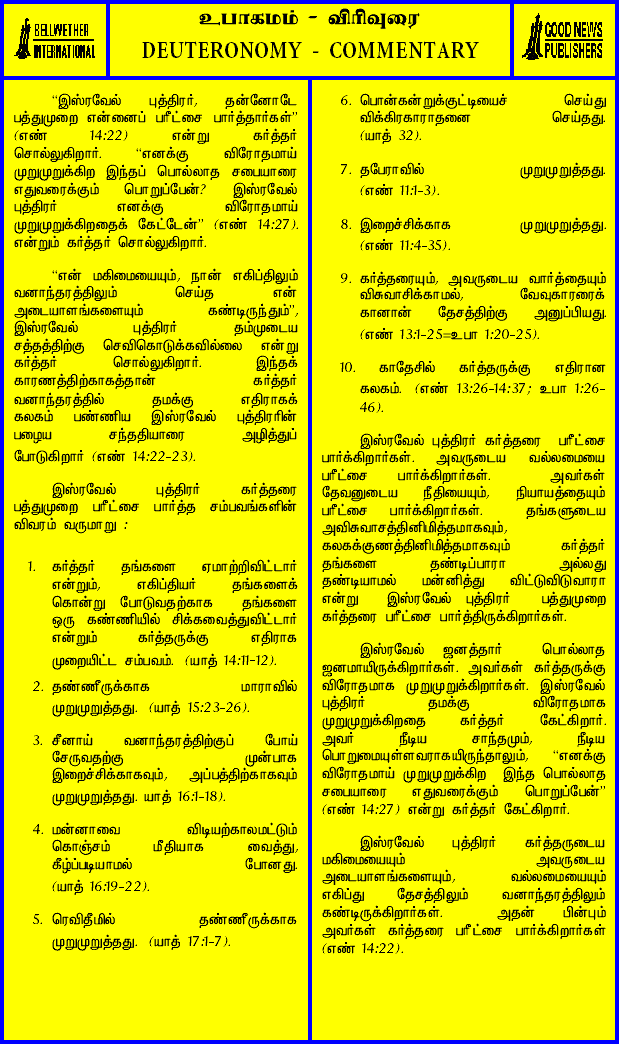 BELLWETHER
INTERNATIONAL
உபாகமம் - விரிவுரை
DEUTERONOMY - COMMENTARY
GOOD NEWS
PUBLISHERS
“இஸ்ரவேல் புத்திரர், தன்னோடே
பத்துமுறை என்னைப் பரீட்சை பார்த்தார்கள்”
(எண் 14:22) என்று கர்த்தர்
சொல்லுகிறார். “எனக்கு விரோதமாய்
முறுமுறுக்கிற இந்தப் பொல்லாத சபையாரை
எதுவரைக்கும் பொறுப்பேன்? இஸ்ரவேல்
புத்திரர் எனக்கு விரோதமாய்
முறுமுறுக்கிறதைக் கேட்டேன்” (எண் 14:27).
என்றும் கர்த்தர் சொல்லுகிறார்.
“என் மகிமையையும், நான் எகிப்திலும்
வனாந்தரத்திலும் செய்த என்
அடையாளங்களையும் கண்டிருந்தும்”,
இஸ்ரவேல் புத்திரர் தம்முடைய
சத்தத்திற்கு செவிகொடுக்கவில்லை என்று
கர்த்தர் சொல்லுகிறார். இந்தக்
காரணத்திற்காகத்தான் கர்த்தர்
வனாந்தரத்தில் தமக்கு எதிராகக்
கலகம் பண்ணிய இஸ்ரவேல் புத்திரரின்
பழைய சந்ததியாரை அழித்துப்
போடுகிறார் (எண் 14:22-23).
இஸ்ரவேல் புத்திரர் கர்த்தரை
பத்துமுறை பரீட்சை பார்த்த சம்பவங்களின்
விவரம் வருமாறு :
1. கர்த்தர் தங்களை ஏமாற்றிவிட்டார்
என்றும், எகிப்தியர் தங்களைக்
கொன்று போடுவதற்காக தங்களை
ஒரு கண்ணியில் சிக்கவைத்துவிட்டார்
என்றும் கர்த்தருக்கு எதிராக
முறையிட்ட சம்பவம். (யாத் 14:11-12).
2. தண்ணீருக்காக மாராவில்
முறுமுறுத்தது. (யாத் 15:23-26).
3. சீனாய் வனாந்தரத்திற்குப் போய்
சேருவதற்கு முன்பாக
இறைச்சிக்காகவும், அப்பத்திற்காகவும்
முறுமுறுத்தது. யாத் 16:1-18).
4. மன்னாவை விடியற்காலமட்டும்
கொஞ்சம் மீதியாக வைத்து,
கீழ்ப்படியாமல் போனது.
(யாத் 16:19-22).
5. ரெவிதீமில் தண்ணீருக்காக
முறுமுறுத்தது. (யாத் 17:1-7).
6. பொன்கன்றுக்குட்டியைச் செய்து
விக்கிரகாராதனை செய்தது.
(யாத் 32).
7. தபேராவில் முறுமுறுத்தது.
(எண் 11:1-3).
8. இறைச்சிக்காக முறுமுறுத்தது.
(எண் 11:4-35).
9. கர்த்தரையும், அவருடைய வார்த்தையும்
விசுவாசிக்காமல், வேவுகாரரைக்
கானான் தேசத்திற்கு அனுப்பியது.
(எண் 13:1-25=உபா 1:20-25).
10. காதேசில் கர்த்தருக்கு எதிரான
கலகம். (எண் 13:26-14:37; உபா 1:26-
46).
இஸ்ரவேல் புத்திரர் கர்த்தரை பரீட்சை
பார்க்கிறார்கள். அவருடைய வல்லமையை
பரீட்சை பார்க்கிறார்கள். அவர்கள்
தேவனுடைய நீதியையும், நியாயத்தையும்
பரீட்சை பார்க்கிறார்கள். தங்களுடைய
அவிசுவாசத்தினிமித்தமாகவும்,
கலகக்குணத்தினிமித்தமாகவும் கர்த்தர்
தங்களை தண்டிப்பாரா அல்லது
தண்டியாமல் மன்னித்து விட்டுவிடுவாரா
என்று இஸ்ரவேல் புத்திரர் பத்துமுறை
கர்த்தரை பரீட்சை பார்த்திருக்கிறார்கள்.
இஸ்ரவேல் ஜனத்தார் பொல்லாத
ஜனமாயிருக்கிறார்கள். அவர்கள் கர்த்தருக்கு
விரோதமாக முறுமுறுக்கிறார்கள். இஸ்ரவேல்
புத்திரர் தமக்கு விரோதமாக
முறுமுறுக்கிறதை கர்த்தர் கேட்கிறார்.
அவர் நீடிய சாந்தமும், நீடிய
பொறுமையுள்ளவராகயிருந்தாலும், “எனக்கு
விரோதமாய் முறுமுறுக்கிற இந்த பொல்லாத
சபையாரை எதுவரைக்கும் பொறுப்பேன்”
(எண் 14:27) என்று கர்த்தர் கேட்கிறார்.
இஸ்ரவேல் புத்திரர் கர்த்தருடைய
மகிமையையும் அவருடைய
அடையாளங்களையும், வல்லமையையும்
எகிப்து தேசத்திலும் வனாந்தரத்திலும்
கண்டிருக்கிறார்கள். அதன் பின்பும்
அவர்கள் கர்த்தரை பரீட்சை பார்க்கிறார்கள்
(எண் 14:22).